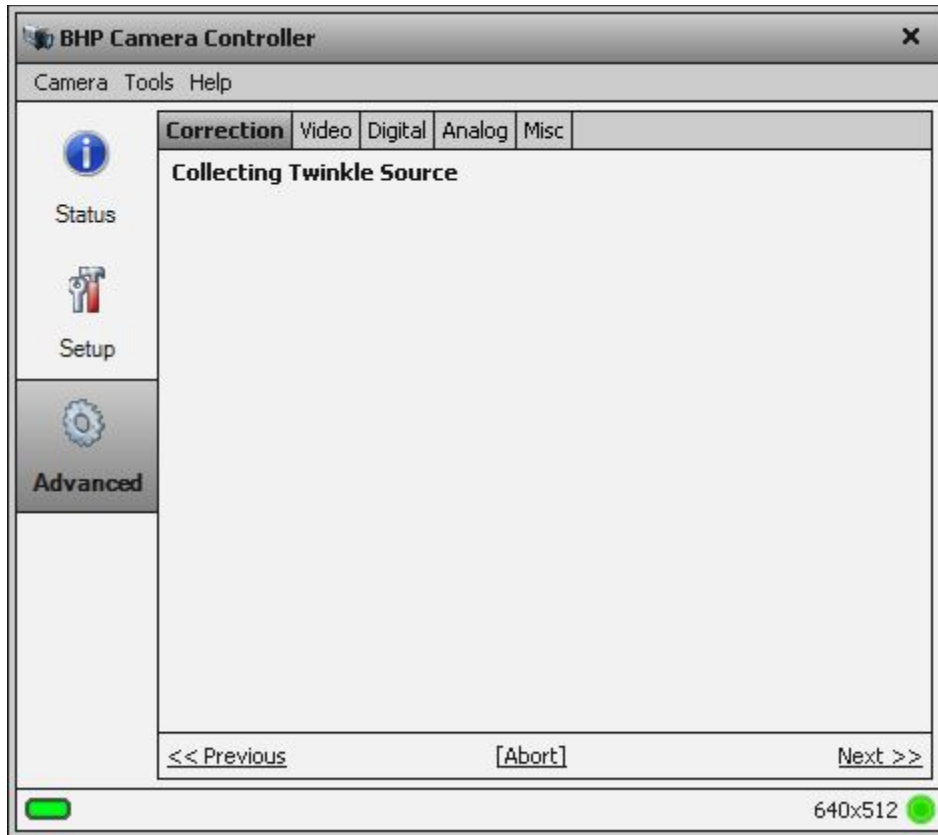 BHP Camera Controller
Camera Tools Help
Status
Setup
Advanced
Correction Video Digital Analog Misc
Collecting Twinkle Source
<< Previous [Abort] Next >>
640x512